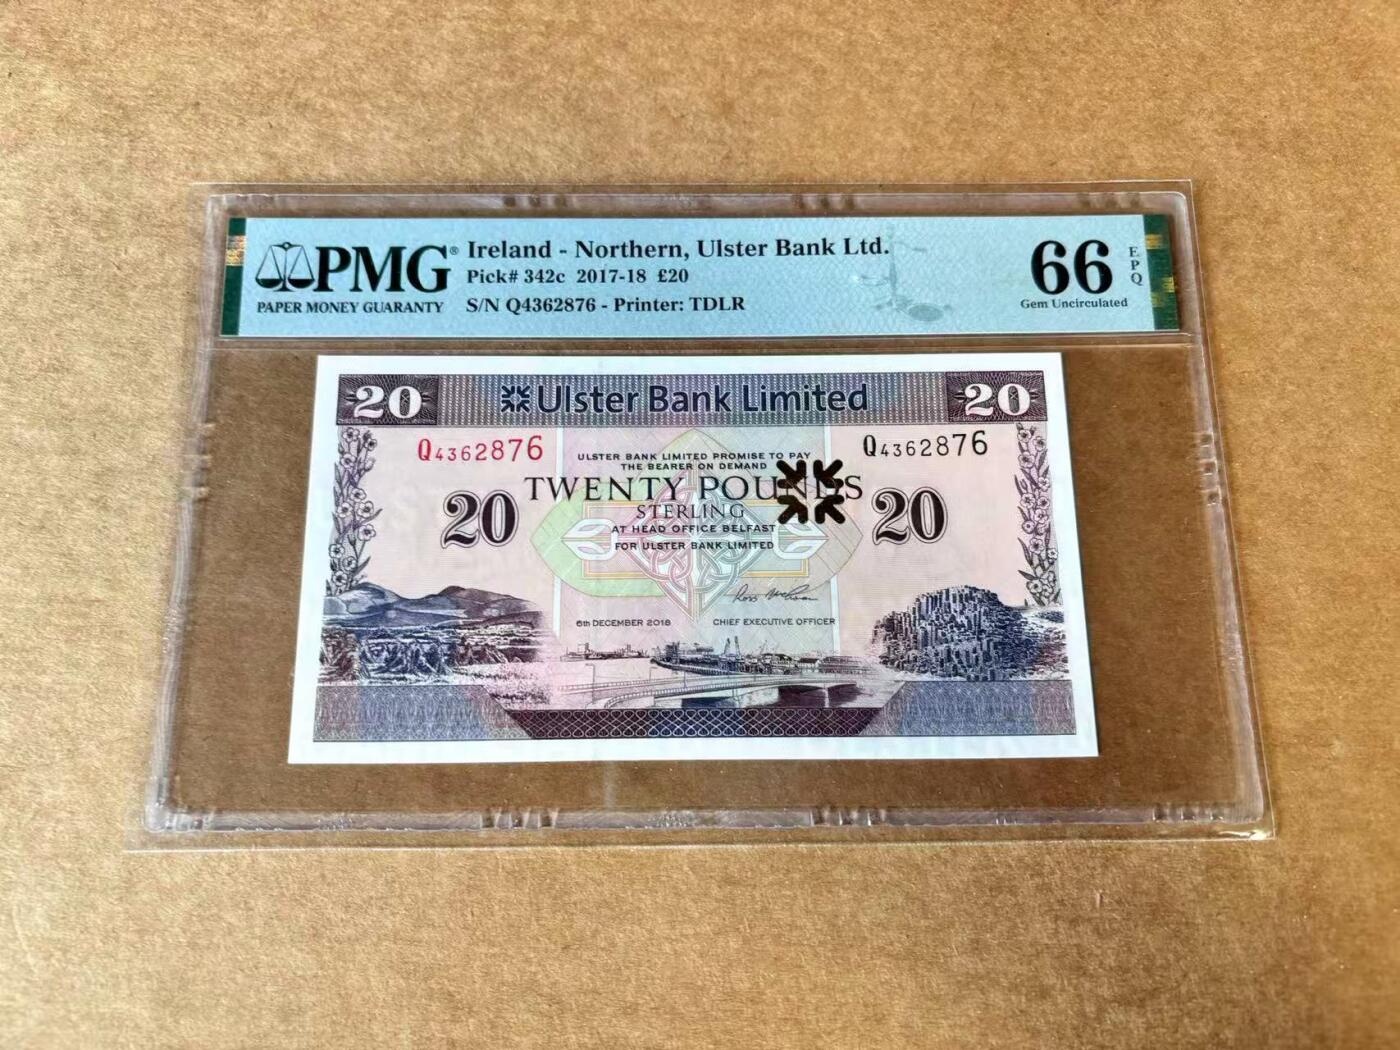 PMG®
PAPER MONEY GUARANTY
Ireland - Northern, Ulster Bank Ltd.
Pick# 342c 2017-18 £20
S/N Q4362876 - Printer: TDLR
66
EPQ
Gem Uncirculated
20
Ulster Bank Limited
20
Q4362876
Q4362876
ULSTER BANK LIMITED PROMISE TO PAY
THE BEARER ON DEMAND
TWENTY POUNDS
STERLING
AT HEAD OFFICE BELFAST
FOR ULSTER BANK LIMITED
20
20
6th DECEMBER 2018
CHIEF EXECUTIVE OFFICER